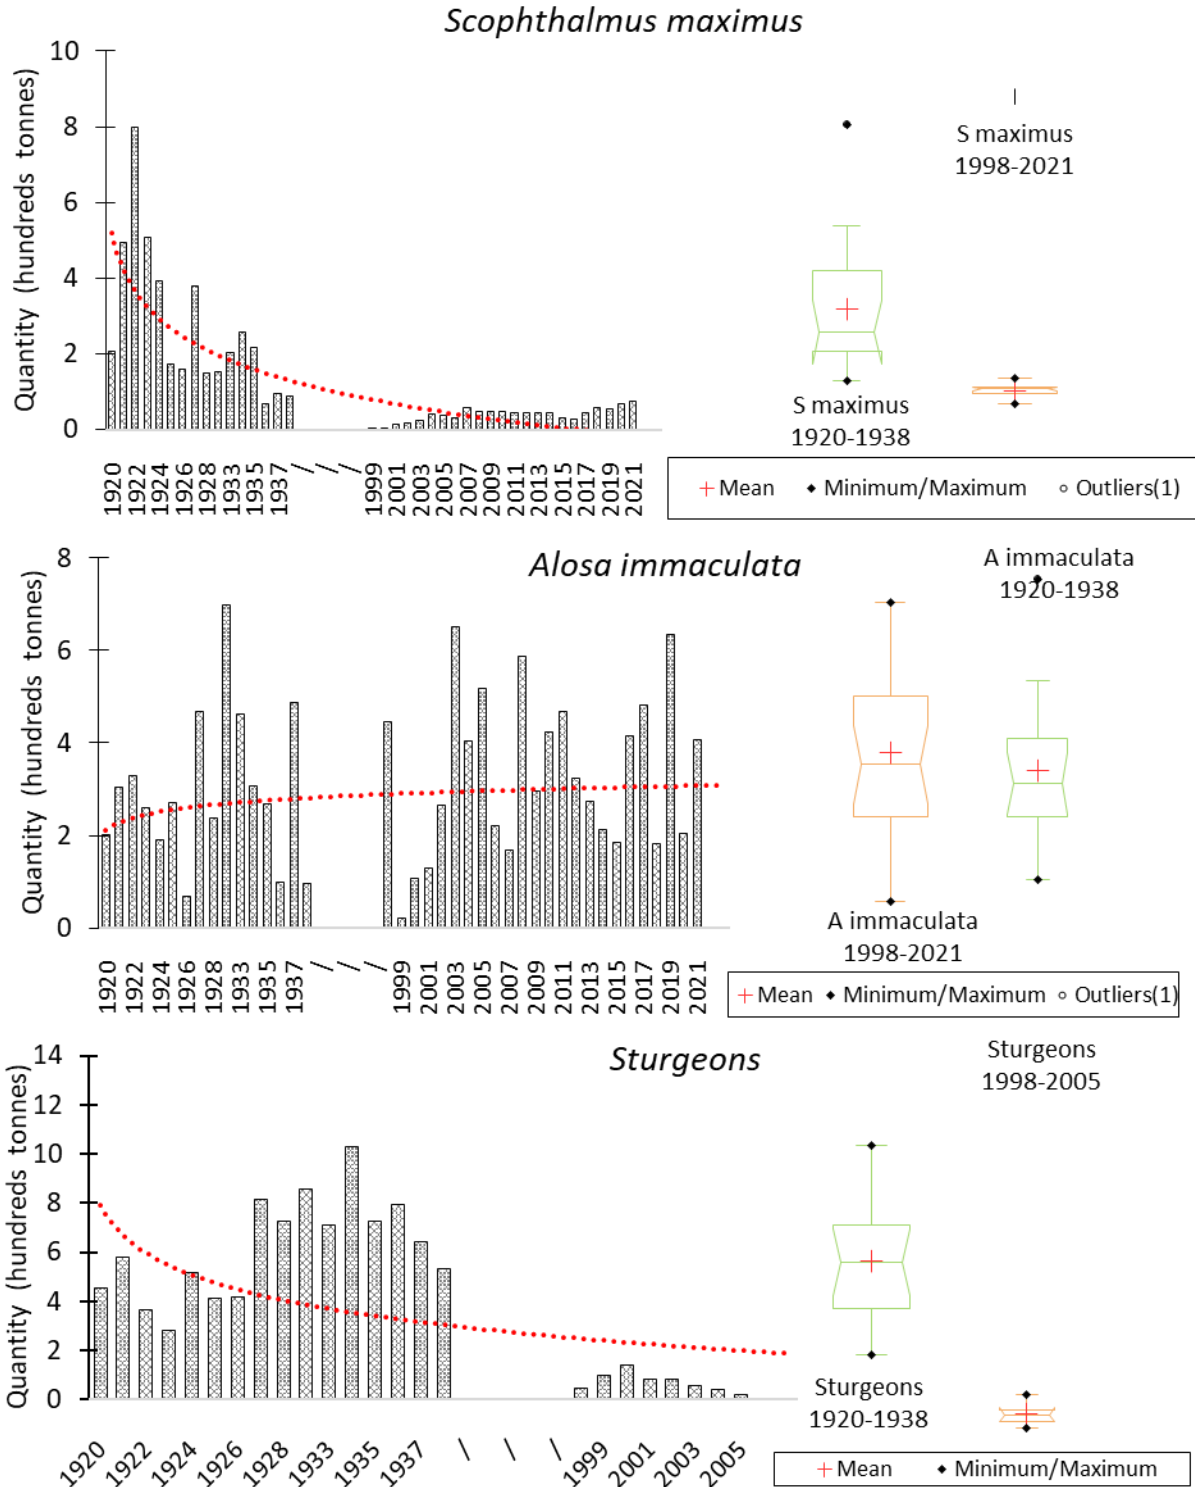 Scophthalmus maximus
Quantity (hundreds tonnes)
10
8
6
4
2
0
1920 1922 1924 1926 1928 1933 1935 1937 / / / 1999 2001 2003 2005 2007 2009 2011 2013 2015 2017 2019 2021
S maximus
1998-2021
S maximus
1920-1938
Mean Minimum/Maximum Outliers(1)
Alosa immaculata
Quantity (hundreds tonnes)
8
6
4
2
0
1920 1922 1924 1926 1928 1933 1935 1937 / / / 1999 2001 2003 2005 2007 2009 2011 2013 2015 2017 2019 2021
A immaculata
1920-1938
A immaculata
1998-2021
Mean Minimum/Maximum Outliers(1)
Sturgeons
Quantity (hundreds tonnes)
14
12
10
8
6
4
2
0
1920 1922 1924 1926 1928 1933 1935 1937 / / / 1999 2001 2003 2005
Sturgeons
1998-2005
Sturgeons
1920-1938
Mean Minimum/Maximum